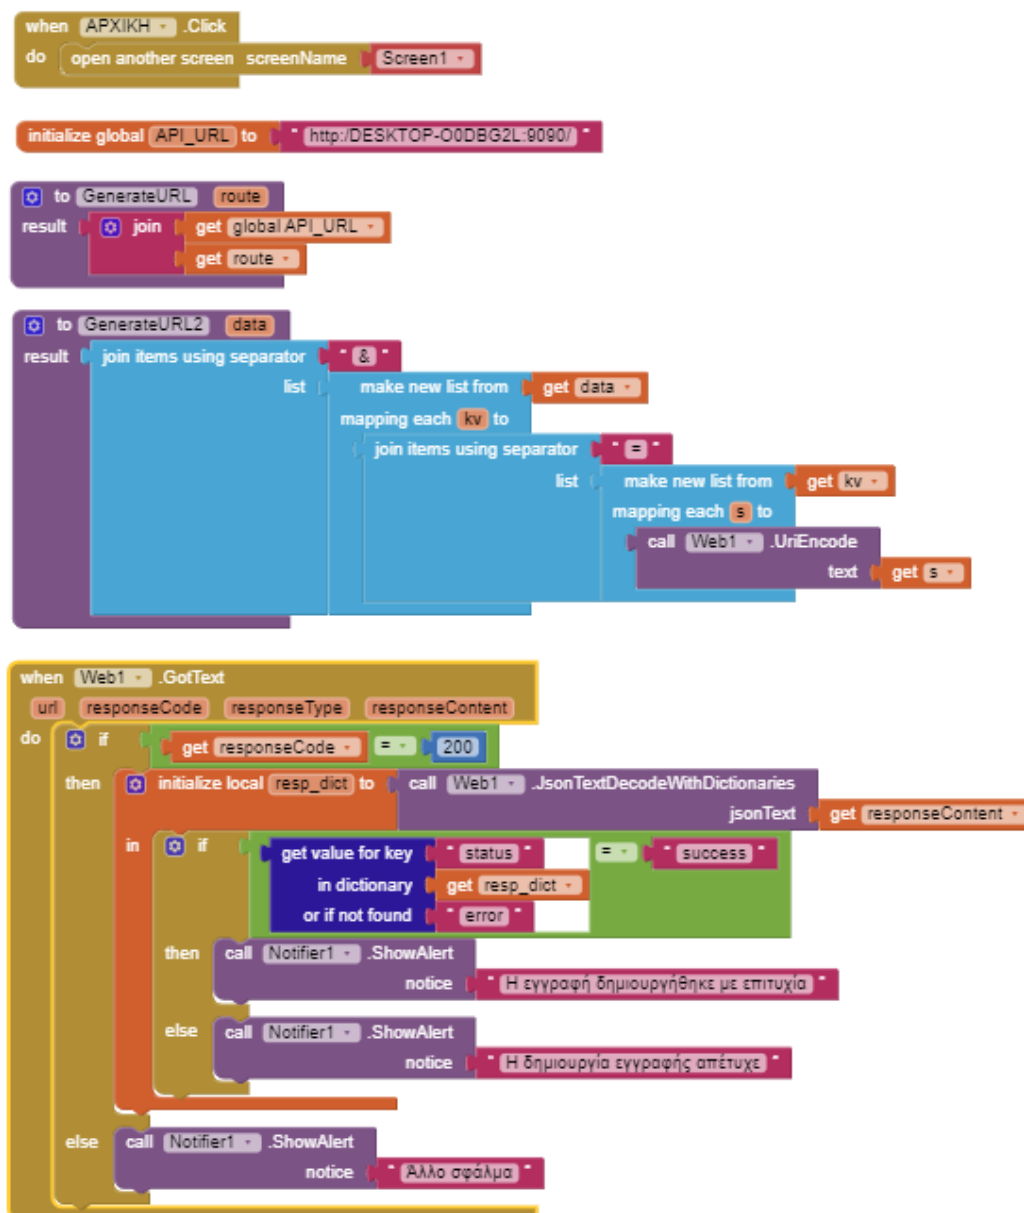 when ΑΡΧΙΚΗ .Click
do open another screen screenName Screen1
initialize global API_URL to " http:/DESKTOP-O0DBG2L:9090/ "
to GenerateURL route
result join get global API_URL
get route
to GenerateURL2 data
result join items using separator " & "
list make new list from get data
mapping each kv to
join items using separator " = "
list make new list from get kv
mapping each s to
call Web1 .UriEncode
text get s
when Web1 .GotText
url responseCode responseType responseContent
do if get responseCode = 200
then initialize local resp_dict to call Web1 .JsonTextDecodeWithDictionaries
jsonText get responseContent
in if get value for key " status " = " success "
in dictionary get resp_dict
or if not found " error "
then call Notifier1 .ShowAlert
notice " Η εγγραφή δημιουργήθηκε με επιτυχία "
else call Notifier1 .ShowAlert
notice " Η δημιουργία εγγραφής απέτυχε "
else call Notifier1 .ShowAlert
notice " Άλλο σφάλμα "